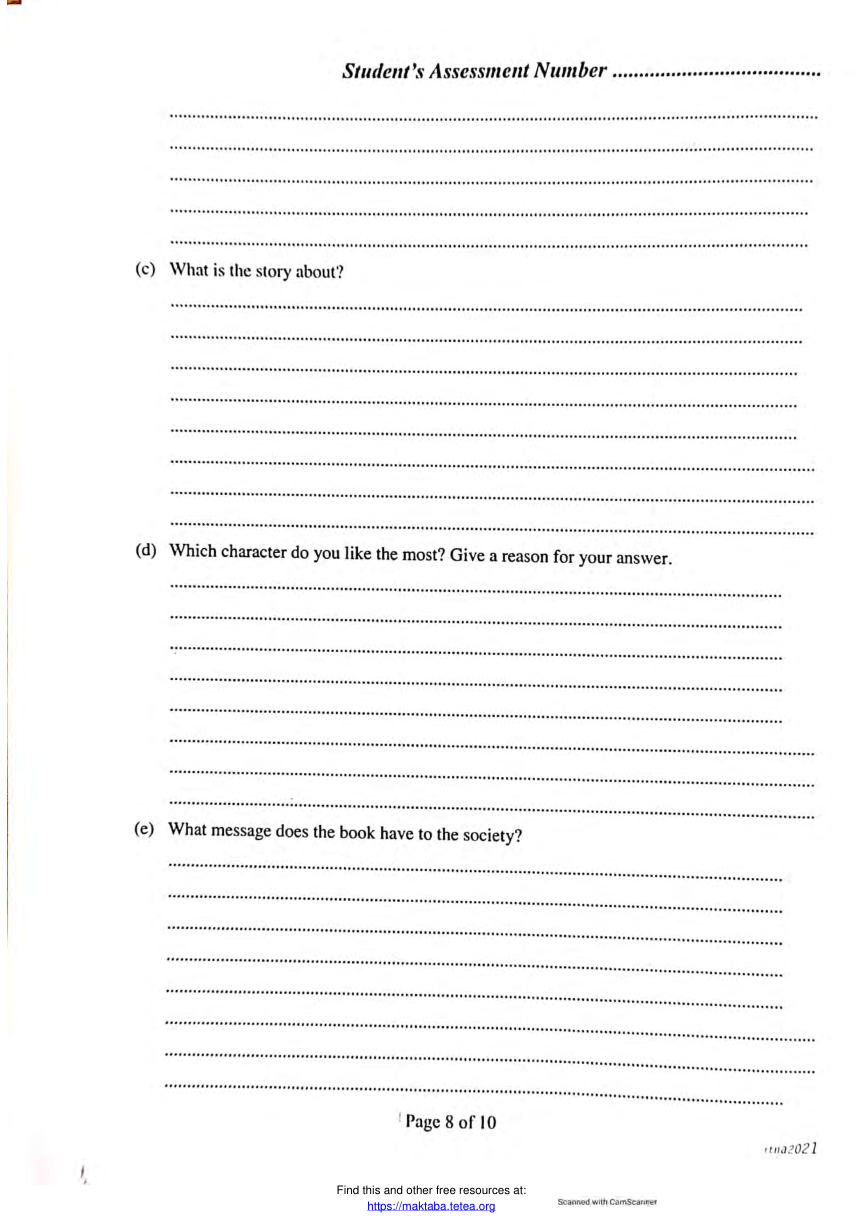 Student's Assessment Number .......................................
(c) What is the story about?
(d) Which character do you like the most? Give a reason for your answer.
(e) What message does the book have to the society?
Page 8 of 10
2021
Find this and other free resources at:
https://maktaba.tetea.org
Scanned with CamScanner